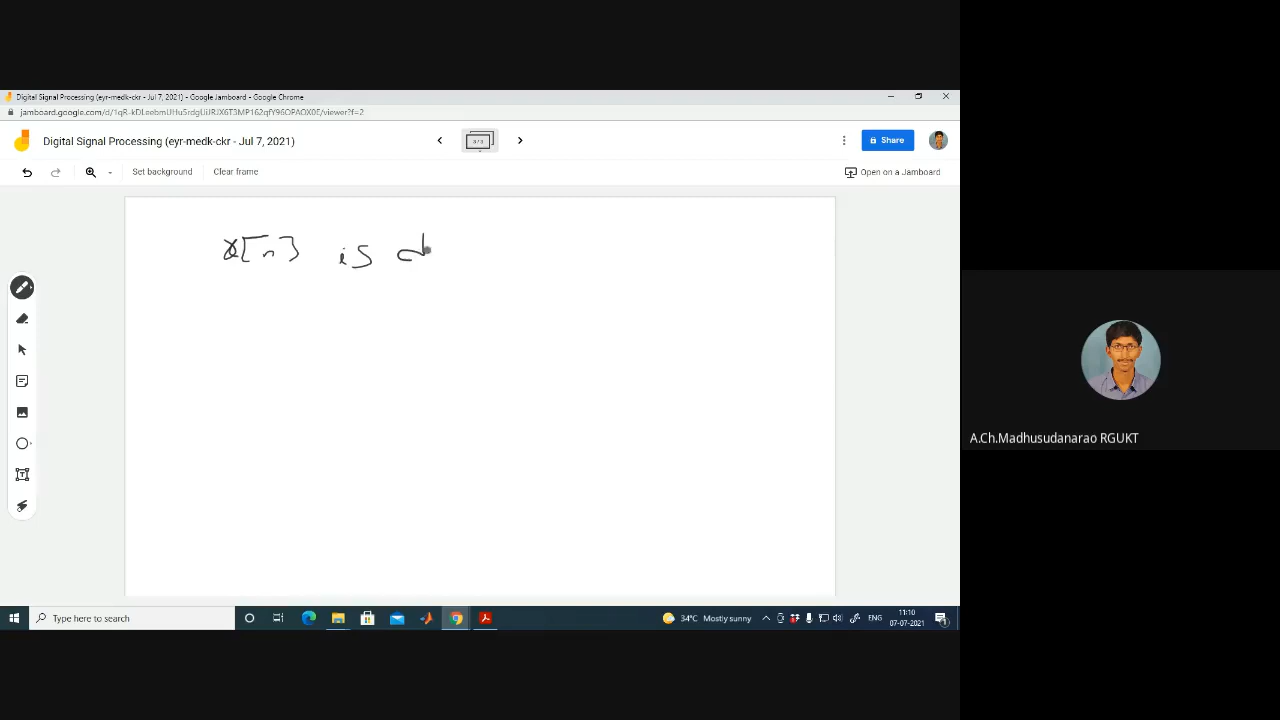 Digital Signal Processing (eyr-medk-ckr - Jul 7, 2021) - Google Jamboard - Google Chrome
Digital Signal Processing (eyr-medk-ckr - Jul 7, 2021)
3 / 3
Share
Set background
Clear frame
Open on a Jamboard
x[n] is d
A.Ch.Madhusudanarao RGUKT
Type here to search
34°C Mostly sunny
ENG
11:10
07-07-2021